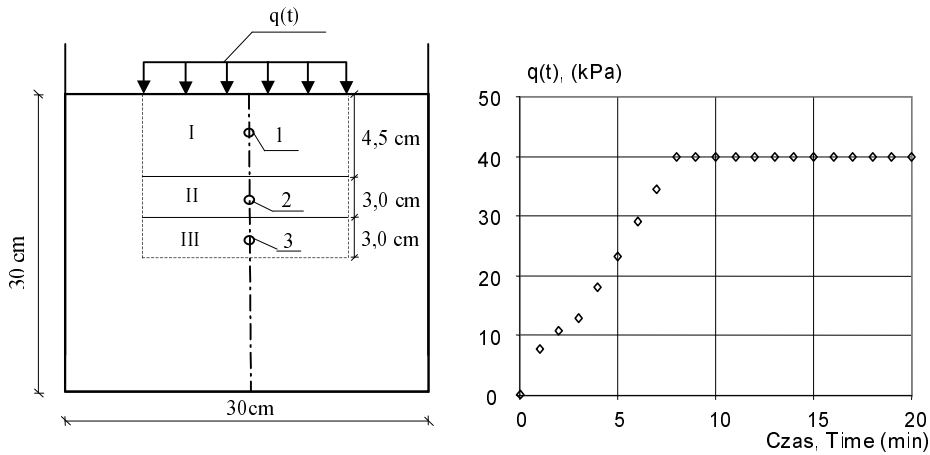 q(t)
I
1
4,5 cm
II
2
3,0 cm
III
3
3,0 cm
30 cm
30cm
q(t), (kPa)
50
40
30
20
10
0
0 5 10 15 20
Czas, Time (min)